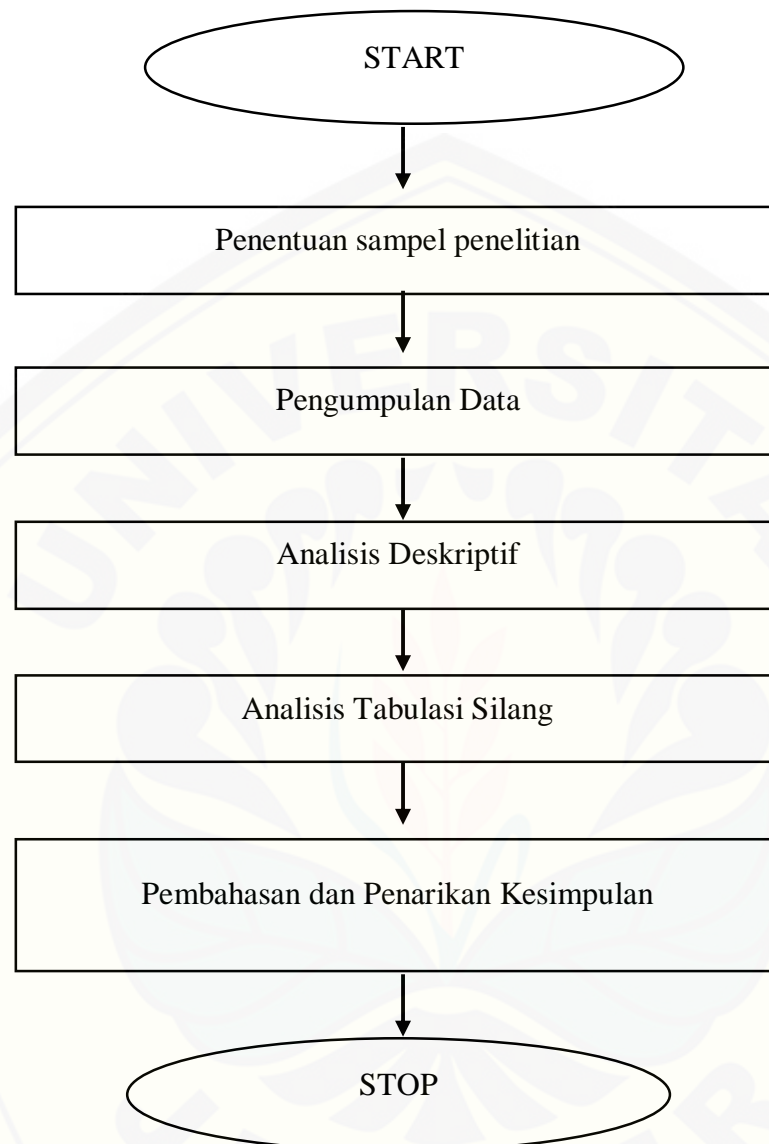 START
Penentuan sampel penelitian
Pengumpulan Data
Analisis Deskriptif
Analisis Tabulasi Silang
Pembahasan dan Penarikan Kesimpulan
STOP